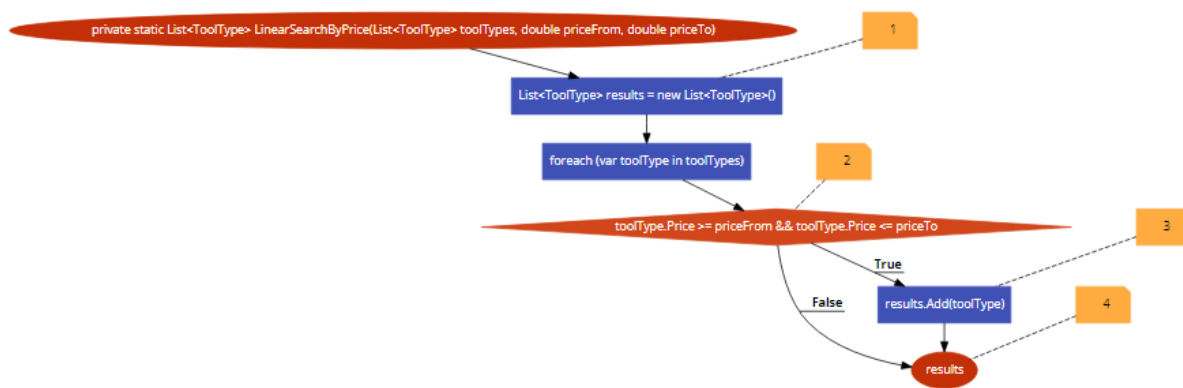 private static List<ToolType> LinearSearchByPrice(List<ToolType> toolTypes, double priceFrom, double priceTo)
1
List<ToolType> results = new List<ToolType>()
foreach (var toolType in toolTypes)
2
toolType.Price >= priceFrom && toolType.Price <= priceTo
3
True
False
results.Add(toolType)
4
results